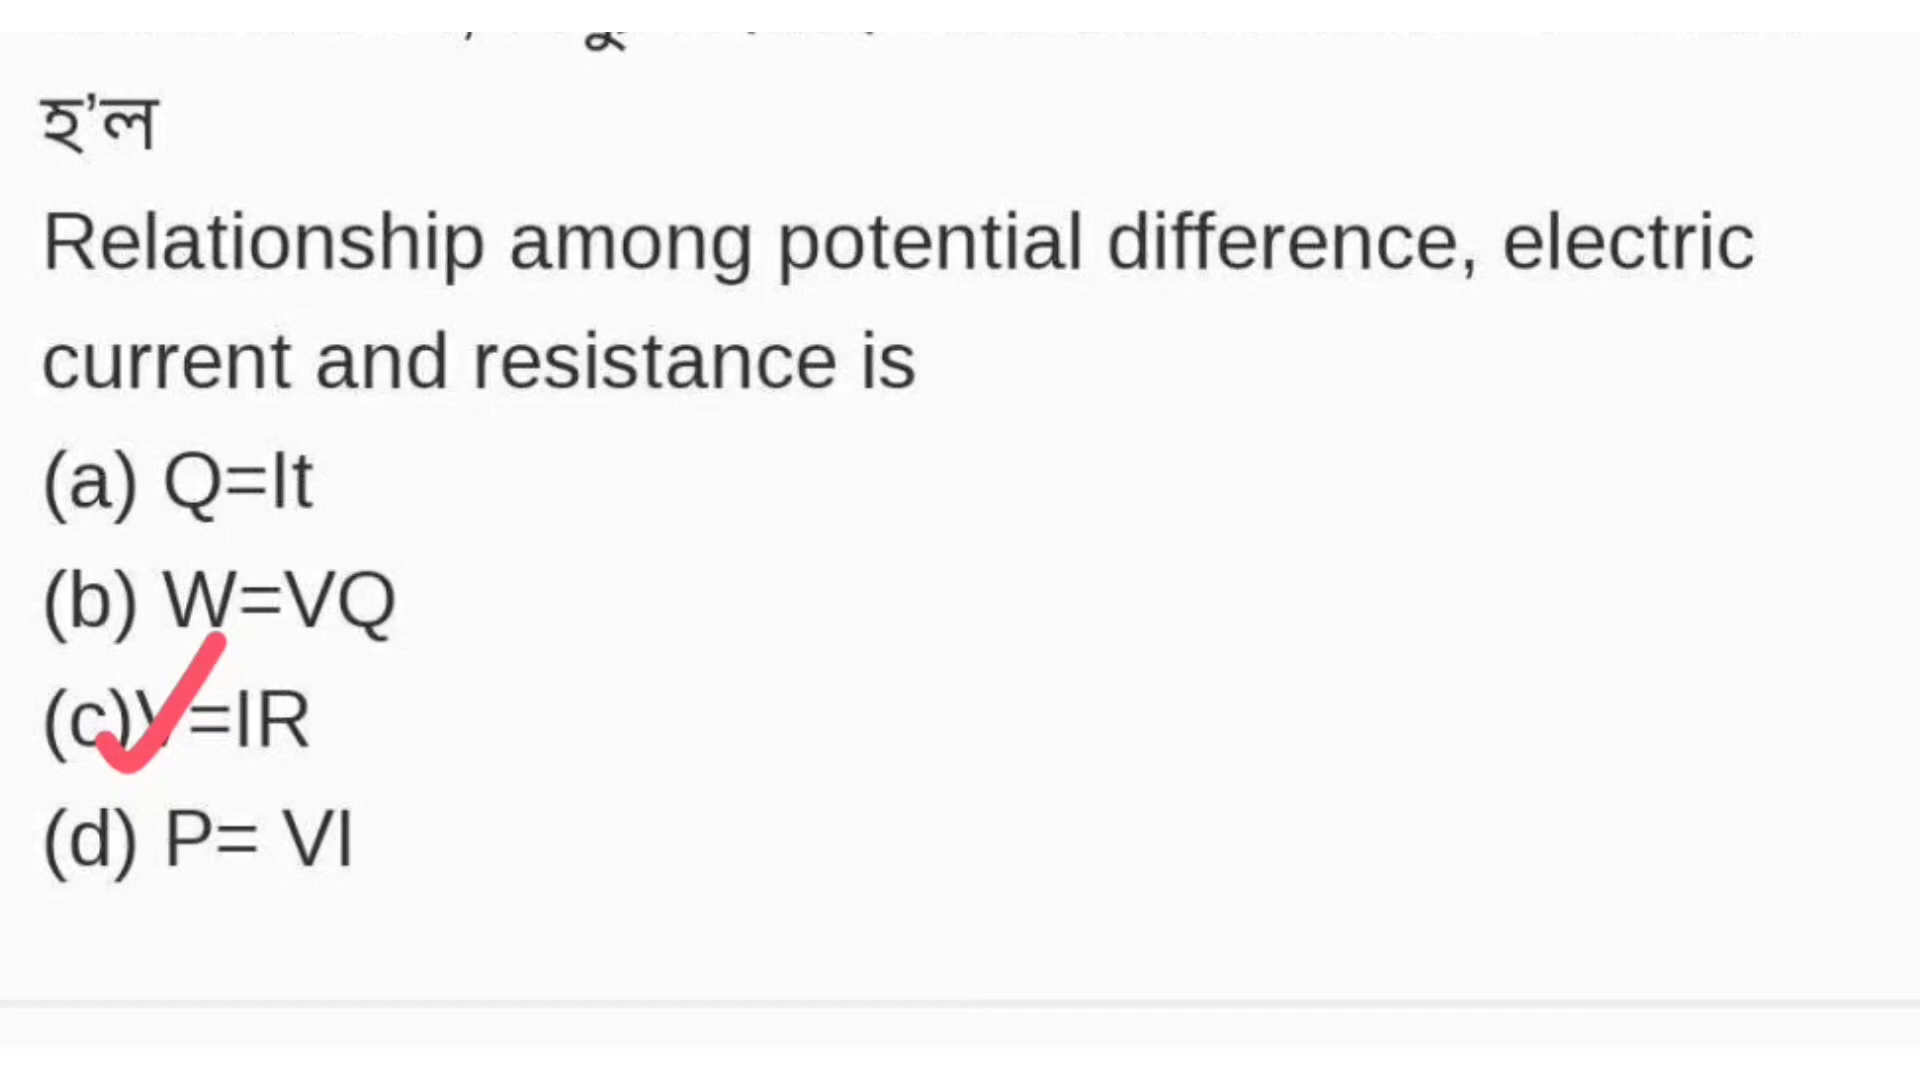 হ'ল
Relationship among potential difference, electric
current and resistance is
(a) Q=It
(b) W=VQ
(c)V=IR
(d) P= VI